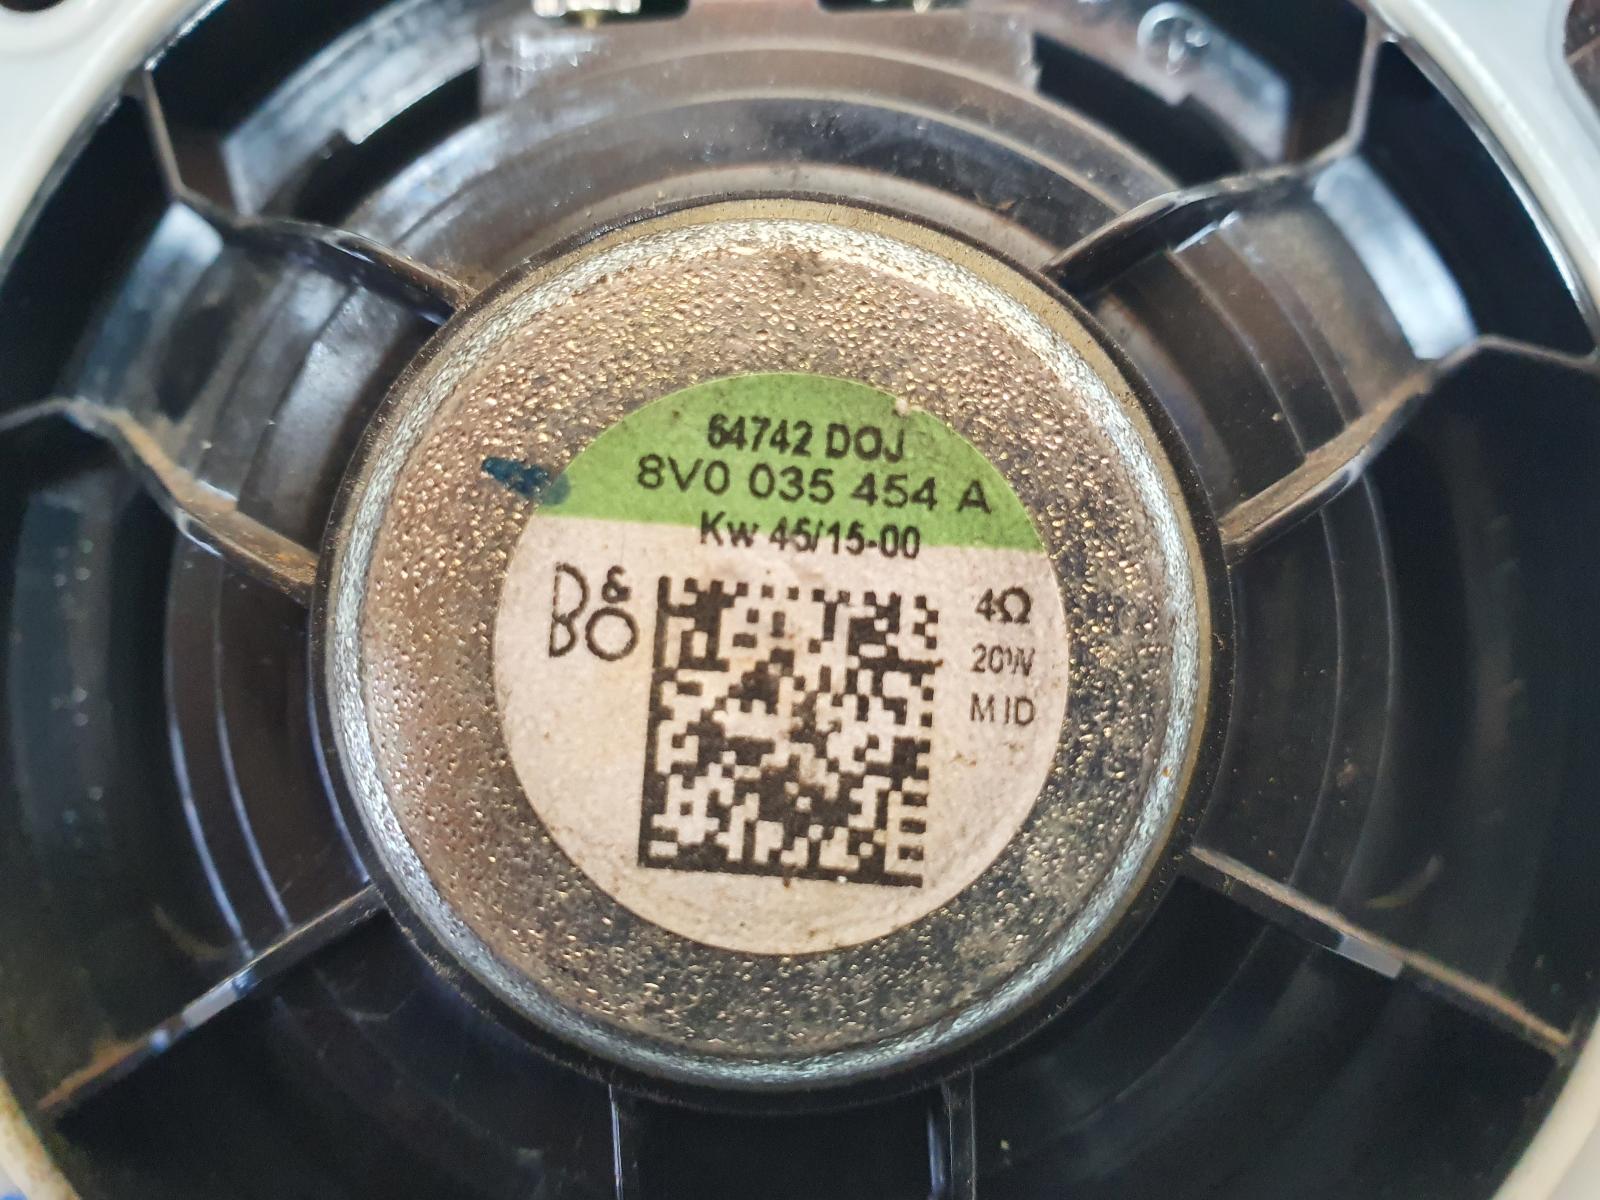 64742 DOJ
8V0 035 454 A
Kw 45/15-00
B&O
4Ω
20W
MID